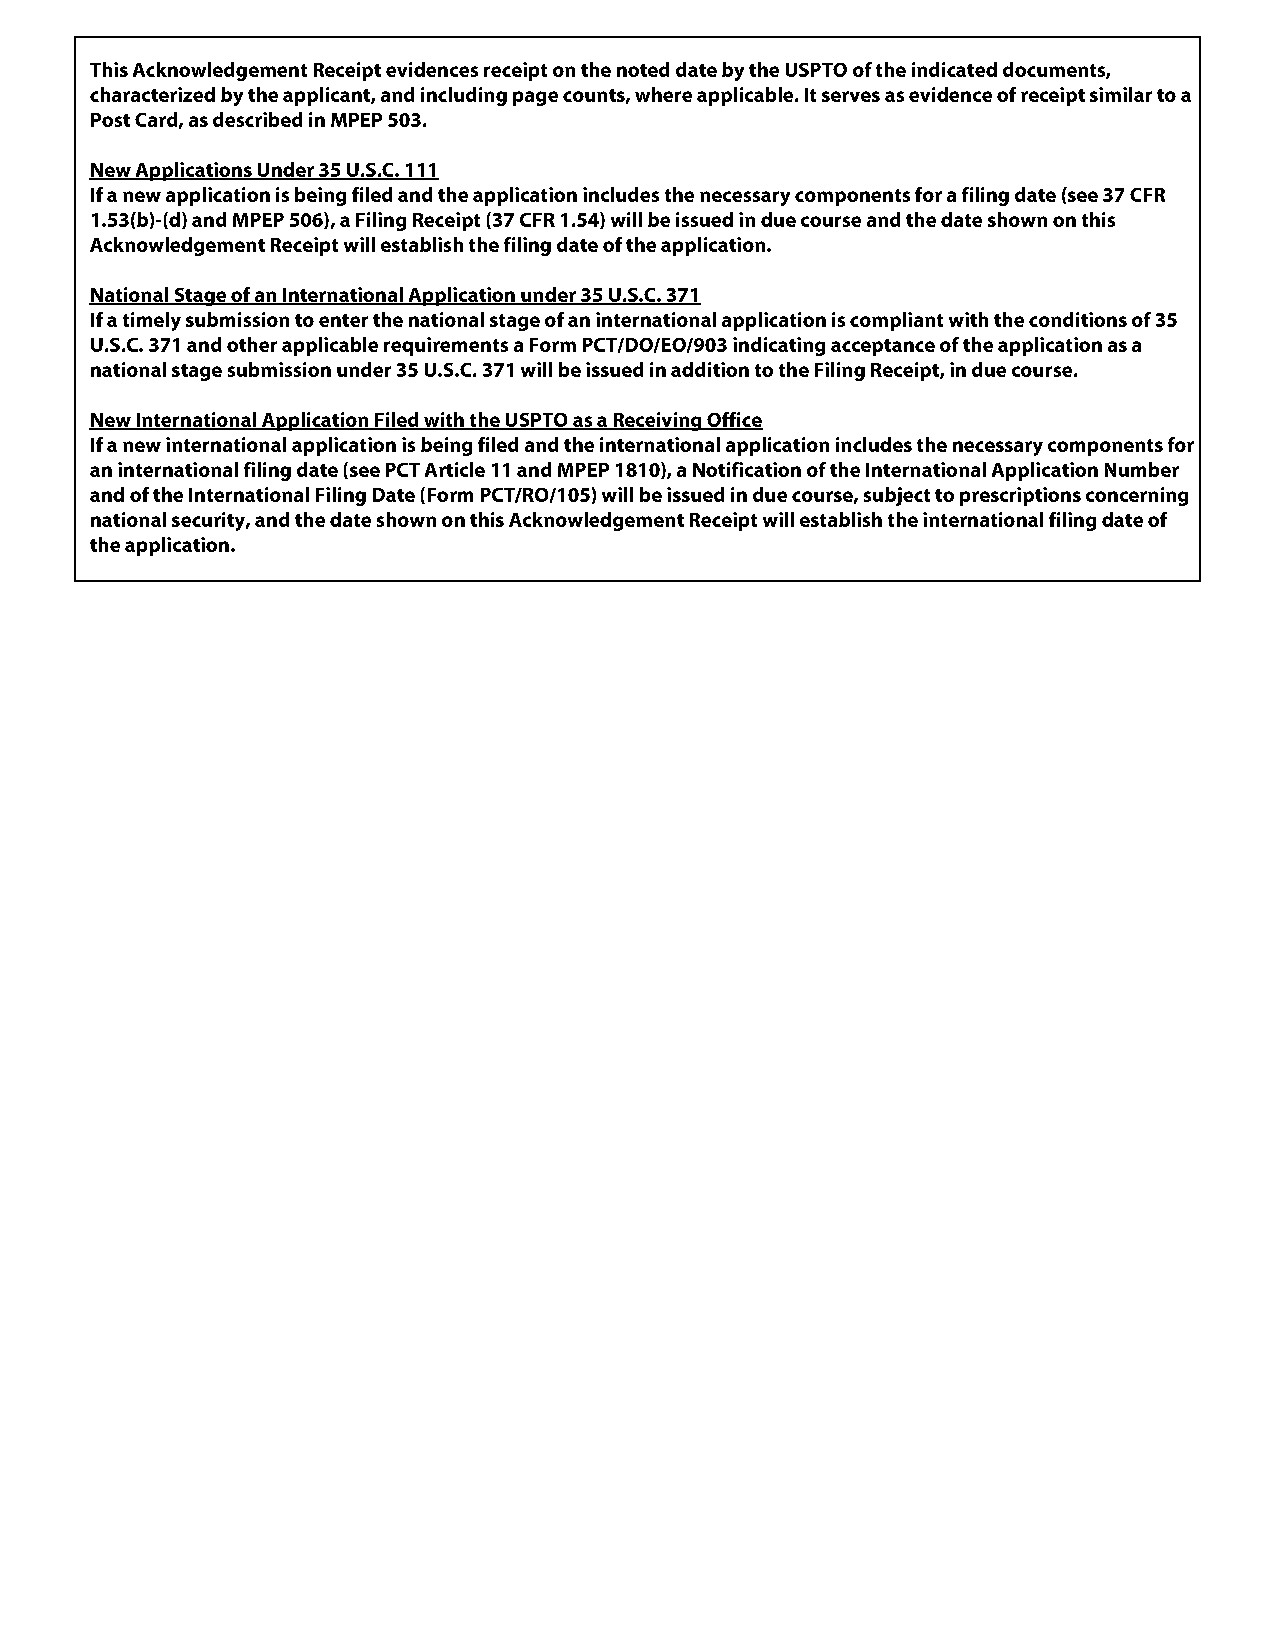 This Acknowledgement Receipt evidences receipt on the noted date by the USPTO of the indicated documents,
characterized by the applicant, and including page counts, where applicable. It serves as evidence of receipt similar to a
Post Card, as described in MPEP 503.
New Applications Under 35 U.S.C. 111
If a new application is being filed and the application includes the necessary components for a filing date (see 37 CFR
1.53(b)-(d) and MPEP 506), a Filing Receipt (37 CFR 1.54) will be issued in due course and the date shown on this
Acknowledgement Receipt will establish the filing date of the application.
National Stage of an International Application under 35 U.S.C. 371
If a timely submission to enter the national stage of an international application is compliant with the conditions of 35
U.S.C. 371 and other applicable requirements a Form PCT/DO/EO/903 indicating acceptance of the application as a
national stage submission under 35 U.S.C. 371 will be issued in addition to the Filing Receipt, in due course.
New International Application Filed with the USPTO as a Receiving Office
If a new international application is being filed and the international application includes the necessary components for
an international filing date (see PCT Article 11 and MPEP 1810), a Notification of the International Application Number
and of the International Filing Date (Form PCT/RO/105) will be issued in due course, subject to prescriptions concerning
national security, and the date shown on this Acknowledgement Receipt will establish the international filing date of
the application.